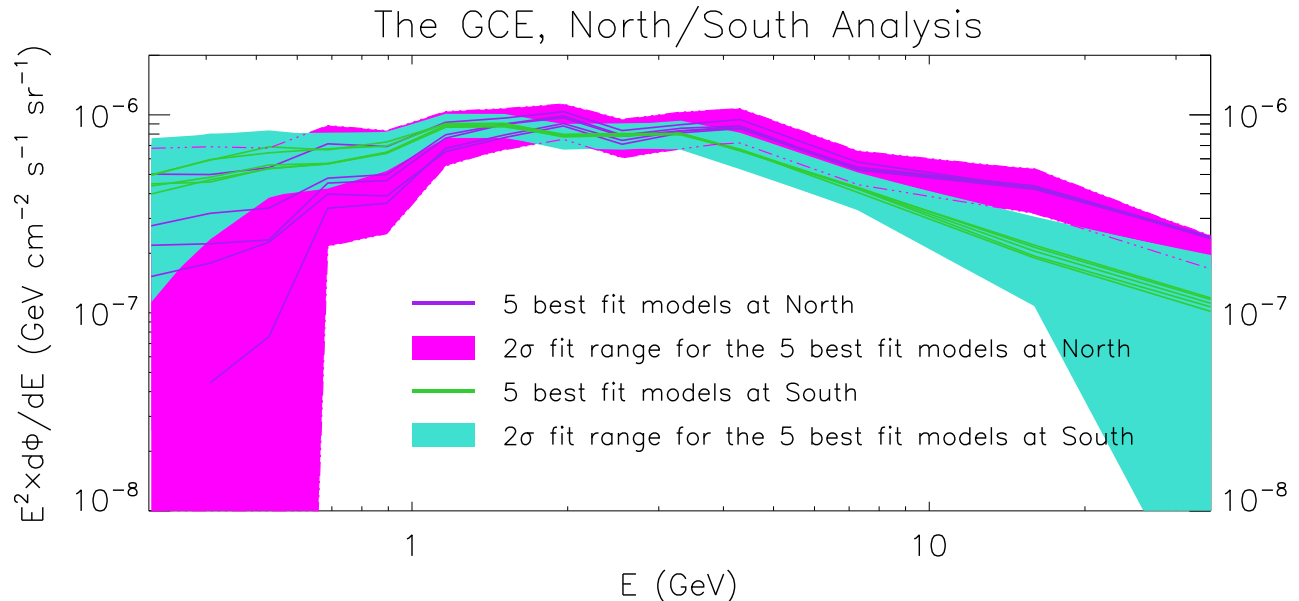 The GCE, North/South Analysis
E²×dΦ/dE (GeV cm⁻² s⁻¹ sr⁻¹)
10⁻⁶
10⁻⁷
10⁻⁸
10⁻⁶
10⁻⁷
10⁻⁸
5 best fit models at North
2σ fit range for the 5 best fit models at North
5 best fit models at South
2σ fit range for the 5 best fit models at South
1 10
E (GeV)